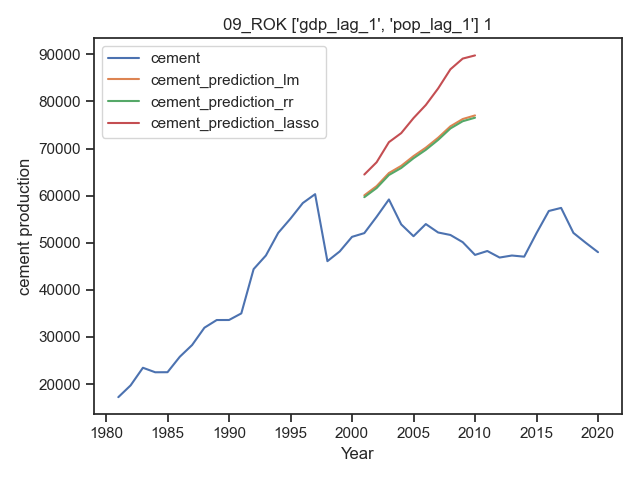 09_ROK ['gdp_lag_1', 'pop_lag_1'] 1
cement
cement_prediction_lm
cement_prediction_rr
cement_prediction_lasso
cement production
90000
80000
70000
60000
50000
40000
30000
20000
1980 1985 1990 1995 2000 2005 2010 2015 2020
Year